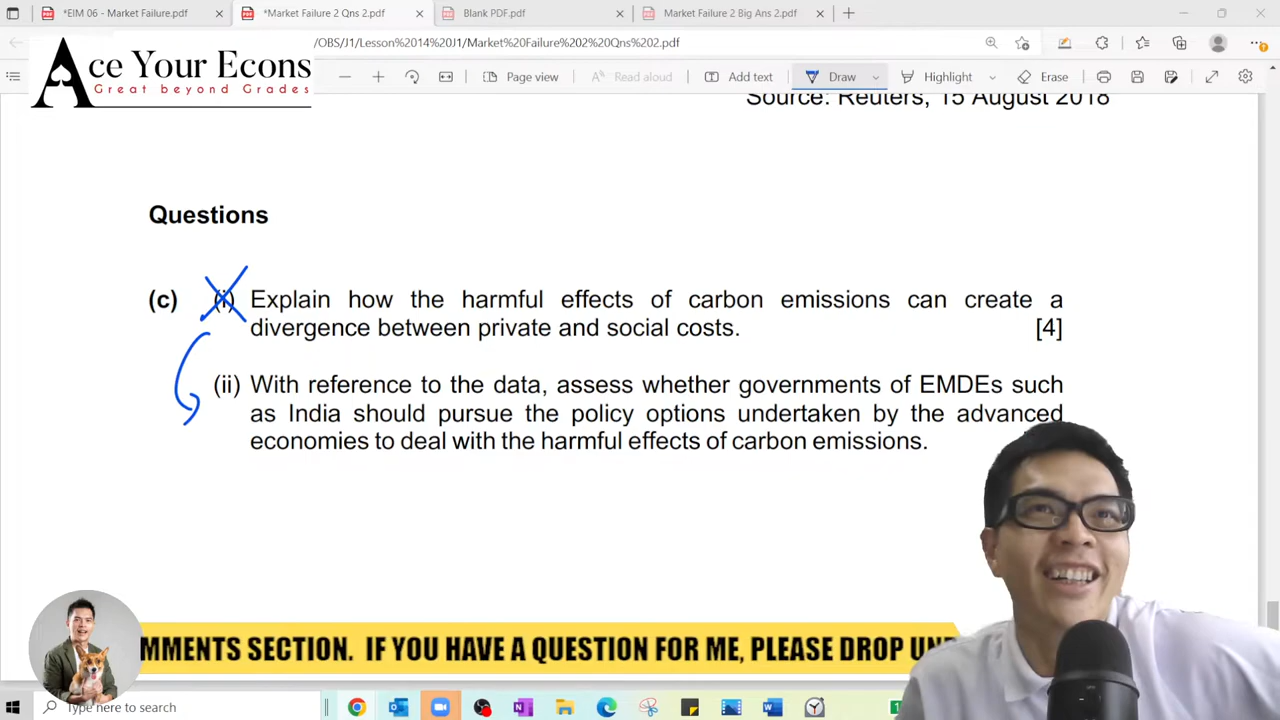 *EIM 06 - Market Failure.pdf
*Market Failure 2 Qns 2.pdf
Blank PDF.pdf
Market Failure 2 Big Ans 2.pdf
/OBS/J1/Lesson%2014%20J1/Market%20Failure%202%20Qns%202.pdf
Ace Your Econs
Great beyond Grades
Page view
Read aloud
Add text
Draw
Highlight
Erase
Source: Reuters, 15 August 2018
Questions
(c) (i) Explain how the harmful effects of carbon emissions can create a
divergence between private and social costs. [4]
(ii) With reference to the data, assess whether governments of EMDEs such
as India should pursue the policy options undertaken by the advanced
economies to deal with the harmful effects of carbon emissions.
MMENTS SECTION. IF YOU HAVE A QUESTION FOR ME, PLEASE DROP
Type here to search